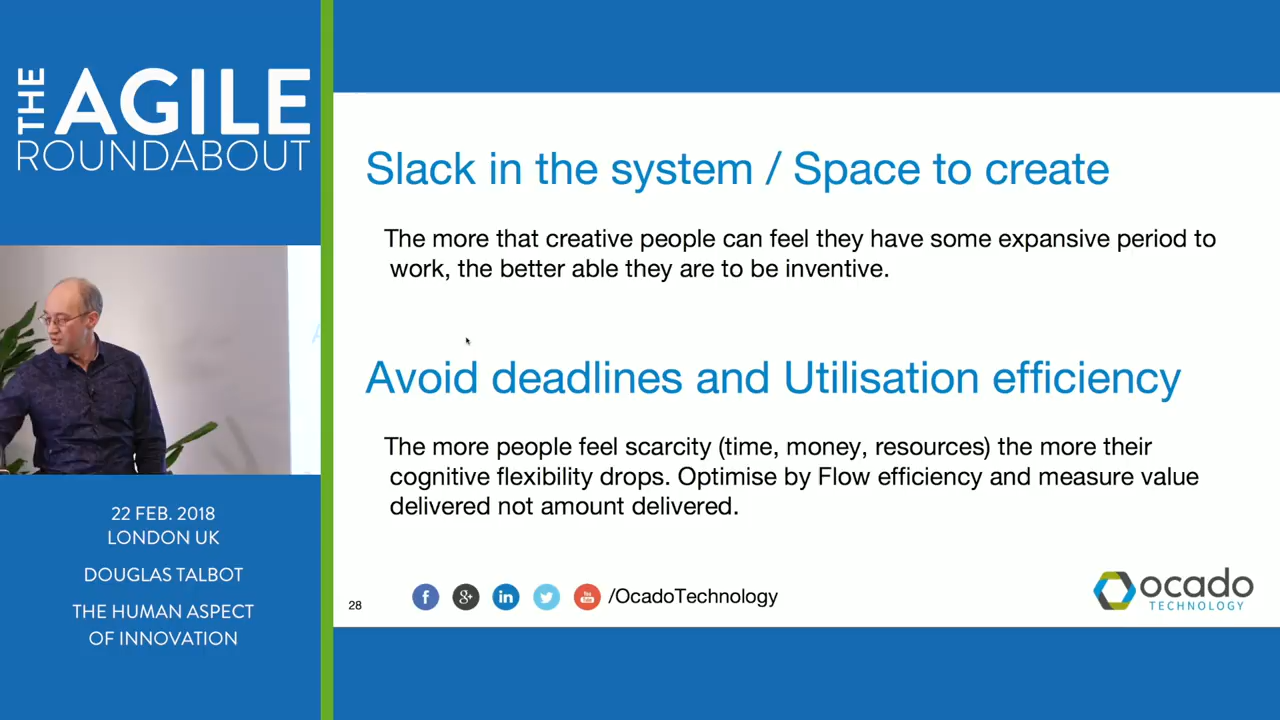 THE AGILE
ROUNDABOUT
22 FEB. 2018
LONDON UK
DOUGLAS TALBOT
THE HUMAN ASPECT
OF INNOVATION
Slack in the system / Space to create
The more that creative people can feel they have some expansive period to
work, the better able they are to be inventive.
Avoid deadlines and Utilisation efficiency
The more people feel scarcity (time, money, resources) the more their
cognitive flexibility drops. Optimise by Flow efficiency and measure value
delivered not amount delivered.
28
f g+ in You Tube /OcadoTechnology
ocado
TECHNOLOGY